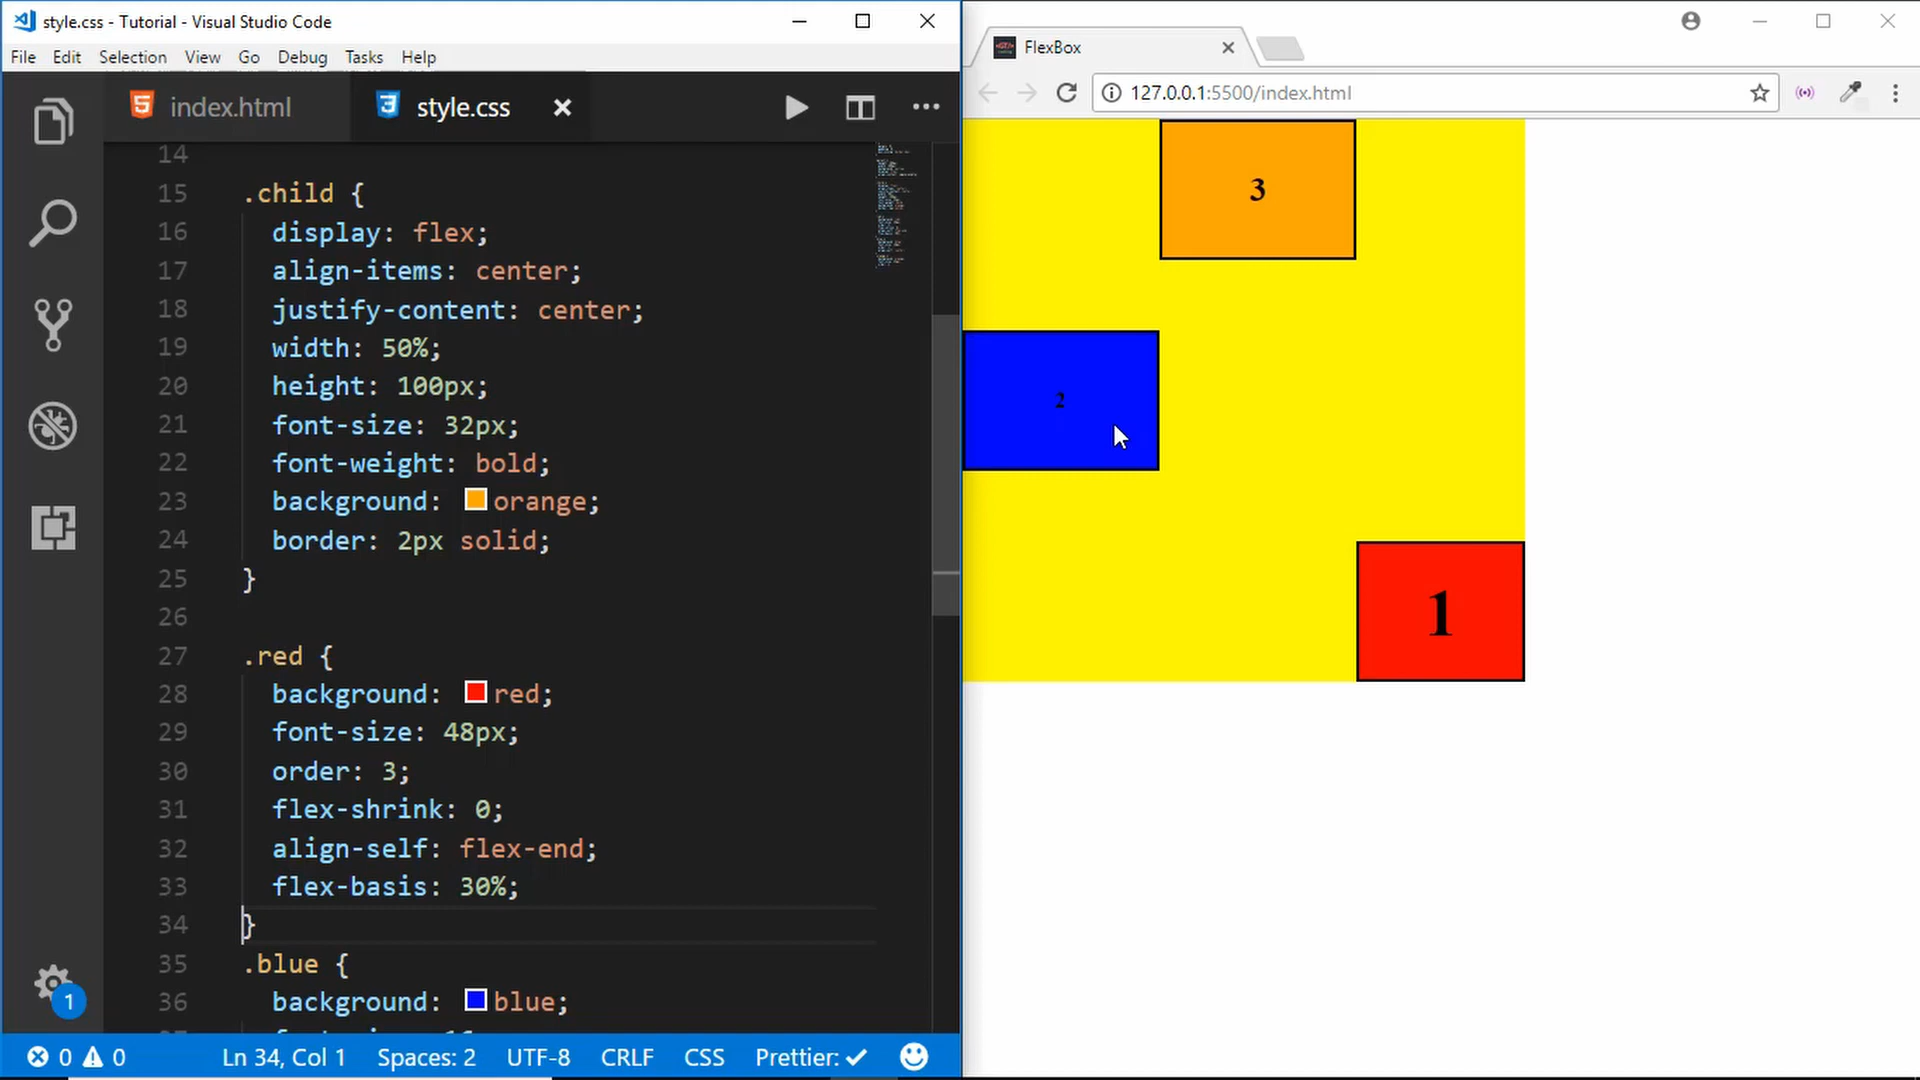 style.css - Tutorial - Visual Studio Code
File Edit Selection View Go Debug Tasks Help
index.html style.css
14
15 .child {
16 display: flex;
17 align-items: center;
18 justify-content: center;
19 width: 50%;
20 height: 100px;
21 font-size: 32px;
22 font-weight: bold;
23 background: orange;
24 border: 2px solid;
25 }
26
27 .red {
28 background: red;
29 font-size: 48px;
30 order: 3;
31 flex-shrink: 0;
32 align-self: flex-end;
33 flex-basis: 30%;
34 }
35 .blue {
36 background: blue;
1
0 0 Ln 34, Col 1 Spaces: 2 UTF-8 CRLF CSS Prettier: ✓
FlexBox
127.0.0.1:5500/index.html
3
2
1